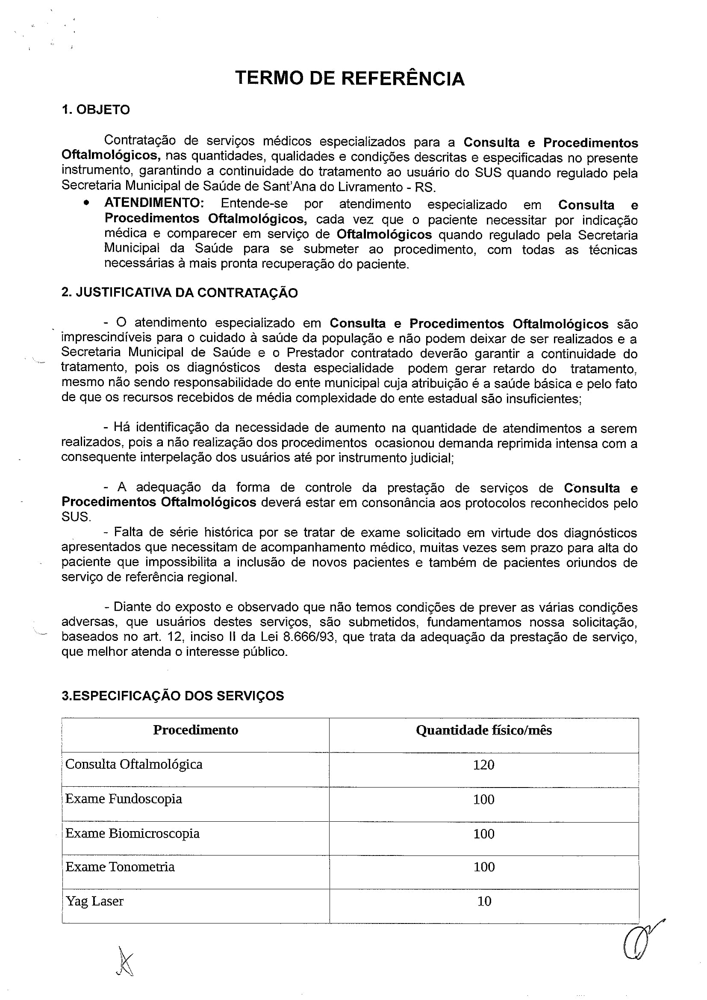 TERMO DE REFERÊNCIA
1. OBJETO
Contratação de serviços médicos especializados para a Consulta e Procedimentos
Oftalmológicos, nas quantidades, qualidades e condições descritas e especificadas no presente
instrumento, garantindo a continuidade do tratamento ao usuário do SUS quando regulado pela
Secretaria Municipal de Saúde de Sant'Ana do Livramento - RS.
• ATENDIMENTO: Entende-se por atendimento especializado em Consulta e
Procedimentos Oftalmológicos, cada vez que o paciente necessitar por indicação
médica e comparecer em serviço de Oftalmológicos quando regulado pela Secretaria
Municipal da Saúde para se submeter ao procedimento, com todas as técnicas
necessárias à mais pronta recuperação do paciente.
2. JUSTIFICATIVA DA CONTRATAÇÃO
- O atendimento especializado em Consulta e Procedimentos Oftalmológicos são
imprescindíveis para o cuidado à saúde da população e não podem deixar de ser realizados e a
Secretaria Municipal de Saúde e o Prestador contratado deverão garantir a continuidade do
tratamento, pois os diagnósticos desta especialidade podem gerar retardo do tratamento,
mesmo não sendo responsabilidade do ente municipal cuja atribuição é a saúde básica e pelo fato
de que os recursos recebidos de média complexidade do ente estadual são insuficientes;
- Há identificação da necessidade de aumento na quantidade de atendimentos a serem
realizados, pois a não realização dos procedimentos ocasionou demanda reprimida intensa com a
consequente interpelação dos usuários até por instrumento judicial;
- A adequação da forma de controle da prestação de serviços de Consulta e
Procedimentos Oftalmológicos deverá estar em consonância aos protocolos reconhecidos pelo
SUS.
- Falta de série histórica por se tratar de exame solicitado em virtude dos diagnósticos
apresentados que necessitam de acompanhamento médico, muitas vezes sem prazo para alta do
paciente que impossibilita a inclusão de novos pacientes e também de pacientes oriundos de
serviço de referência regional.
- Diante do exposto e observado que não temos condições de prever as várias condições
adversas, que usuários destes serviços, são submetidos, fundamentamos nossa solicitação,
baseados no art. 12, inciso II da Lei 8.666/93, que trata da adequação da prestação de serviço,
que melhor atenda o interesse público.
3.ESPECIFICAÇÃO DOS SERVIÇOS
Procedimento Quantidade físico/mês
Consulta Oftalmológica 120
Exame Fundoscopia 100
Exame Biomicroscopia 100
Exame Tonometria 100
Yag Laser 10